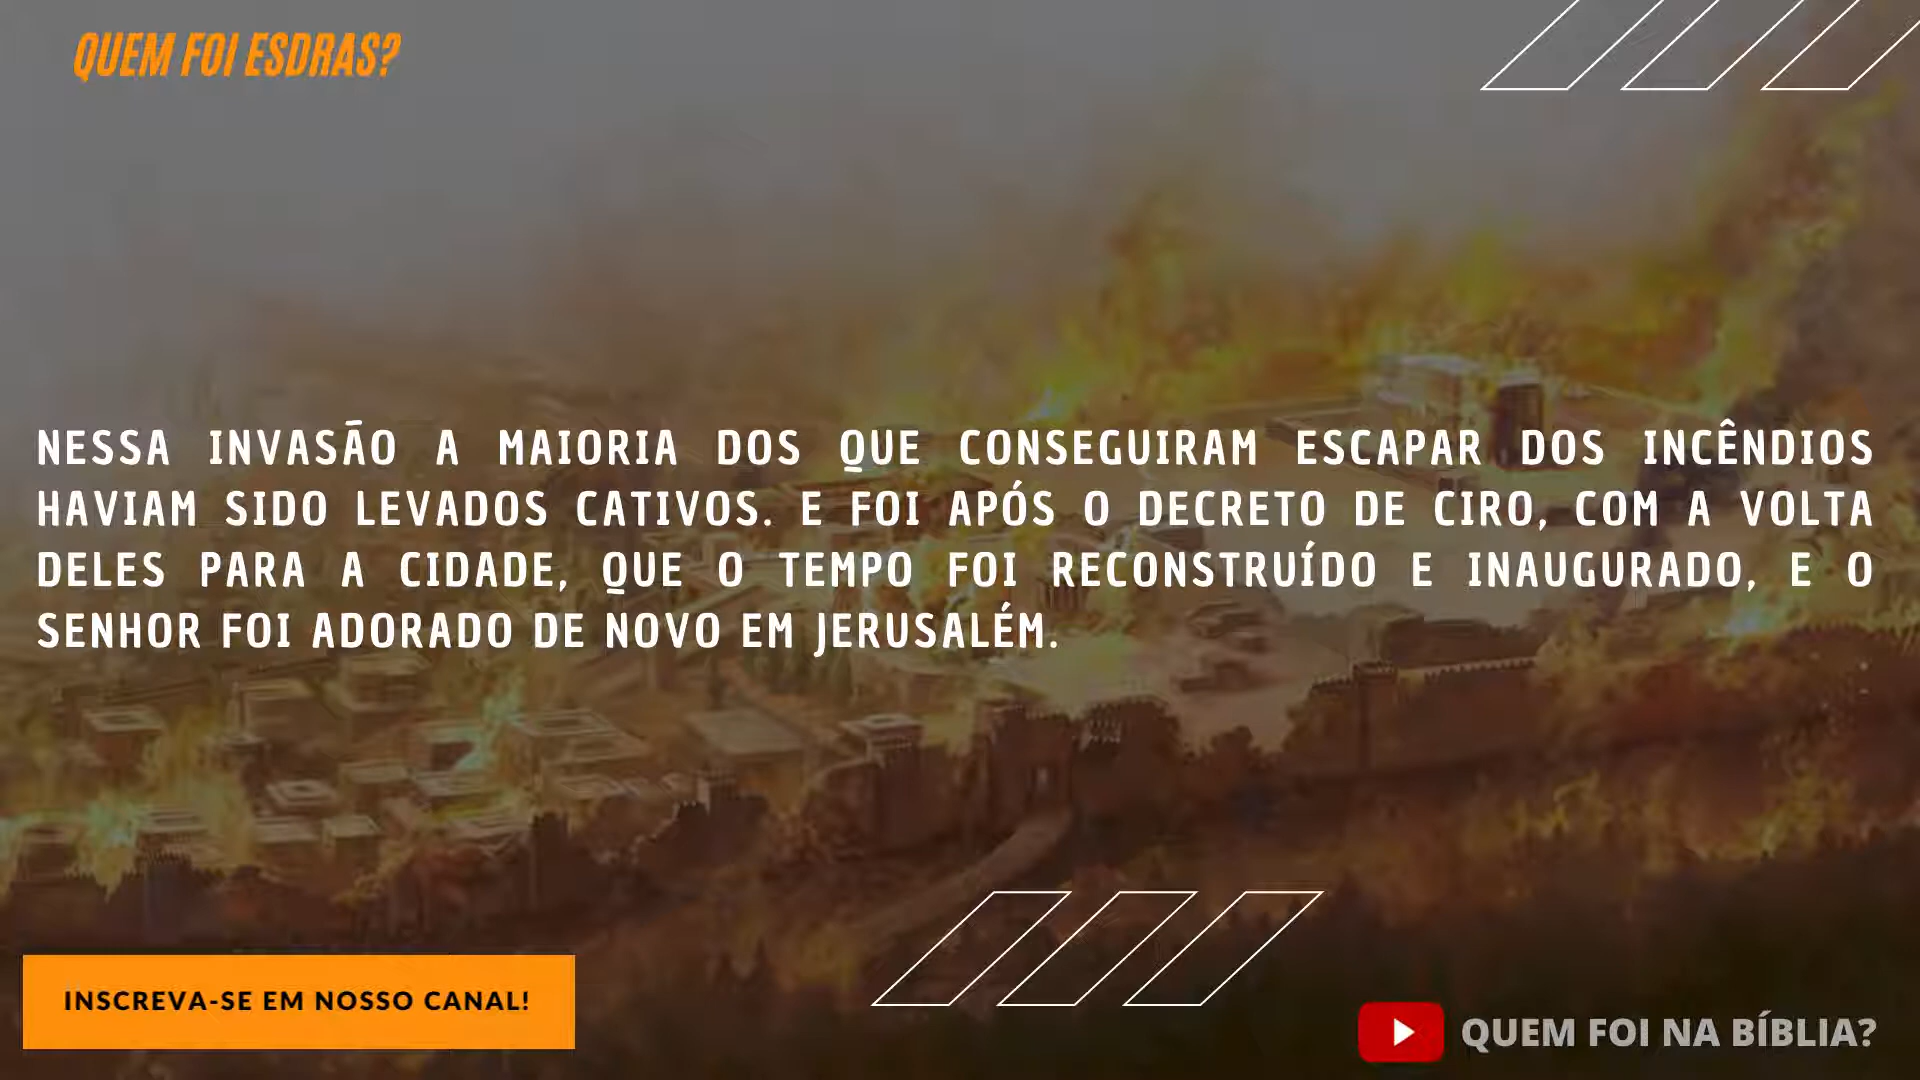 QUEM FOI ESDRAS?
NESSA INVASÃO A MAIORIA DOS QUE CONSEGUIRAM ESCAPAR DOS INCÊNDIOS
HAVIAM SIDO LEVADOS CATIVOS. E FOI APÓS O DECRETO DE CIRO, COM A VOLTA
DELES PARA A CIDADE, QUE O TEMPO FOI RECONSTRUÍDO E INAUGURADO, E O
SENHOR FOI ADORADO DE NOVO EM JERUSALÉM.
INSCREVA-SE EM NOSSO CANAL!
QUEM FOI NA BÍBLIA?